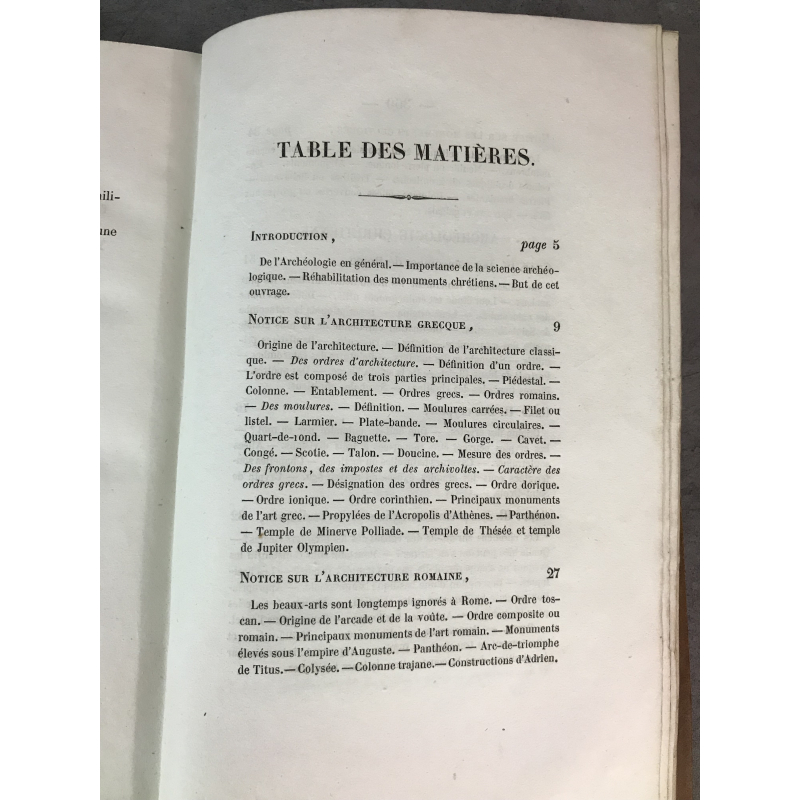 ili-
une
TABLE DES MATIÈRES.
INTRODUCTION, page 5
De l'Archéologie en général. — Importance de la science archéo-
logique. — Réhabilitation des monuments chrétiens. — But de cet
ouvrage.
NOTICE SUR L'ARCHITECTURE GRECQUE, 9
Origine de l'architecture. — Définition de l'architecture classi-
que. — Des ordres d'architecture. — Définition d'un ordre. —
L'ordre est composé de trois parties principales. — Piédestal. —
Colonne. — Entablement. — Ordres grecs. — Ordres romains.
— Des moulures. — Définition. — Moulures carrées. — Filet ou
listel. — Larmier. — Plate-bande. — Moulures circulaires. —
Quart-de-rond. — Baguette. — Tore. — Gorge. — Cavet. —
Congé. — Scotie. — Talon. — Doucine. — Mesure des ordres. —
Des frontons, des impostes et des archivoltes. — Caractère des
ordres grecs. — Désignation des ordres grecs. — Ordre dorique.
— Ordre ionique. — Ordre corinthien. — Principaux monuments
de l'art grec. — Propylées de l'Acropolis d'Athènes. — Parthénon.
— Temple de Minerve Polliade. — Temple de Thésée et temple
de Jupiter Olympien.
NOTICE SUR L'ARCHITECTURE ROMAINE, 27
Les beaux-arts sont longtemps ignorés à Rome. — Ordre tos-
can. — Origine de l'arcade et de la voûte. — Ordre composite ou
romain. — Principaux monuments de l'art romain. — Monuments
élevés sous l'empire d'Auguste. — Panthéon. — Arc-de-triomphe
de Titus. — Colysée. — Colonne trajane. — Constructions d'Adrien.